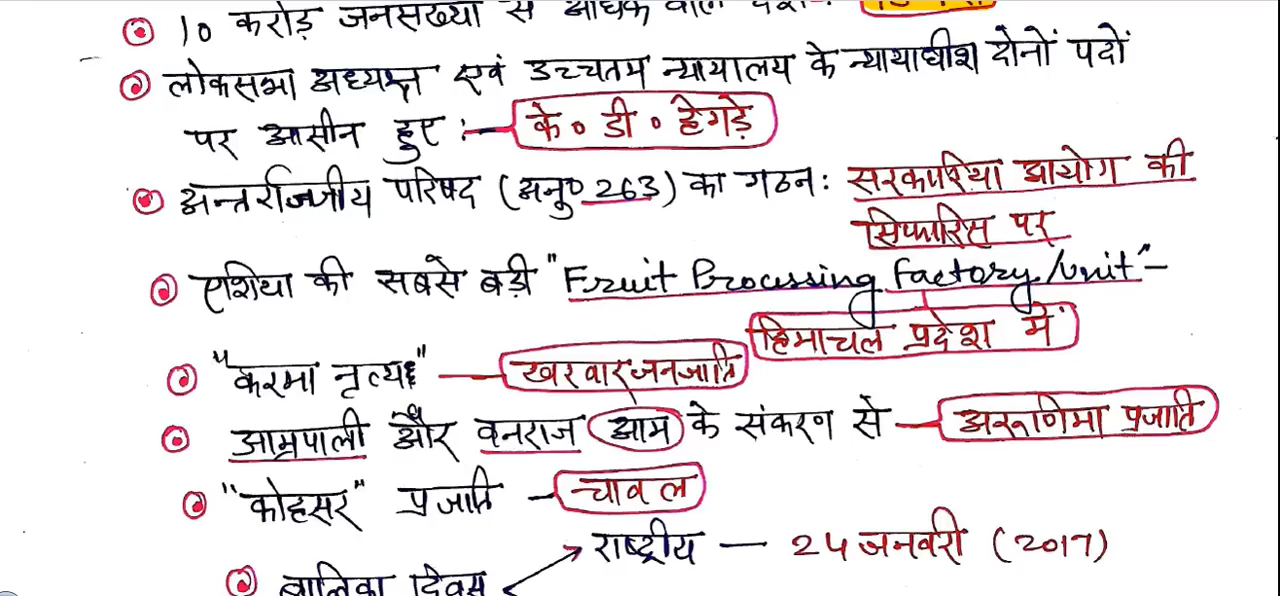 10 करोड़ जनसंख्या से अधिक वाले देश
लोकसभा अध्यक्ष एवं उच्चतम न्यायालय के न्यायाधीश दोनों पदों
पर आसीन हुए :- के० डी० हेगड़े
अन्तर्राज्जीय परिषद (अनु० 263) का गठन : सरकारिया आयोग की
सिफारिस पर
एशिया की सबसे बड़ी "Fruit Processing Factory/Unit" -
हिमाचल प्रदेश में
"करमा नृत्य" - खरवार जनजाति
आम्रपाली और वनराज आम के संकरण से - अरूणिमा प्रजाति
"कोहसर" प्रजाति - चावल
राष्ट्रीय - 24 जनवरी (2017)
बालिका दिवस